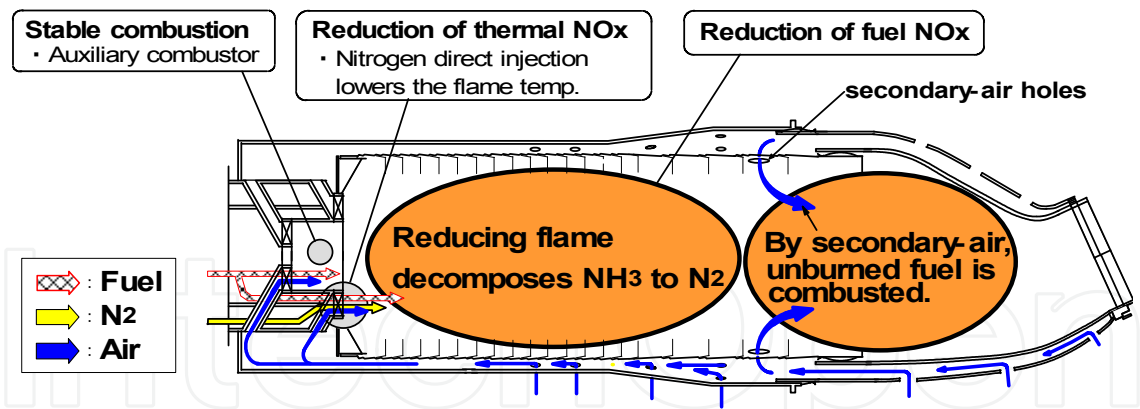 Stable combustion
・Auxiliary combustor
Reduction of thermal NOx
・Nitrogen direct injection
lowers the flame temp.
Reduction of fuel NOx
secondary-air holes
Reducing flame
decomposes NH3 to N2
By secondary-air,
unburned fuel is
combusted.
: Fuel
: N2
: Air
IntechOpen